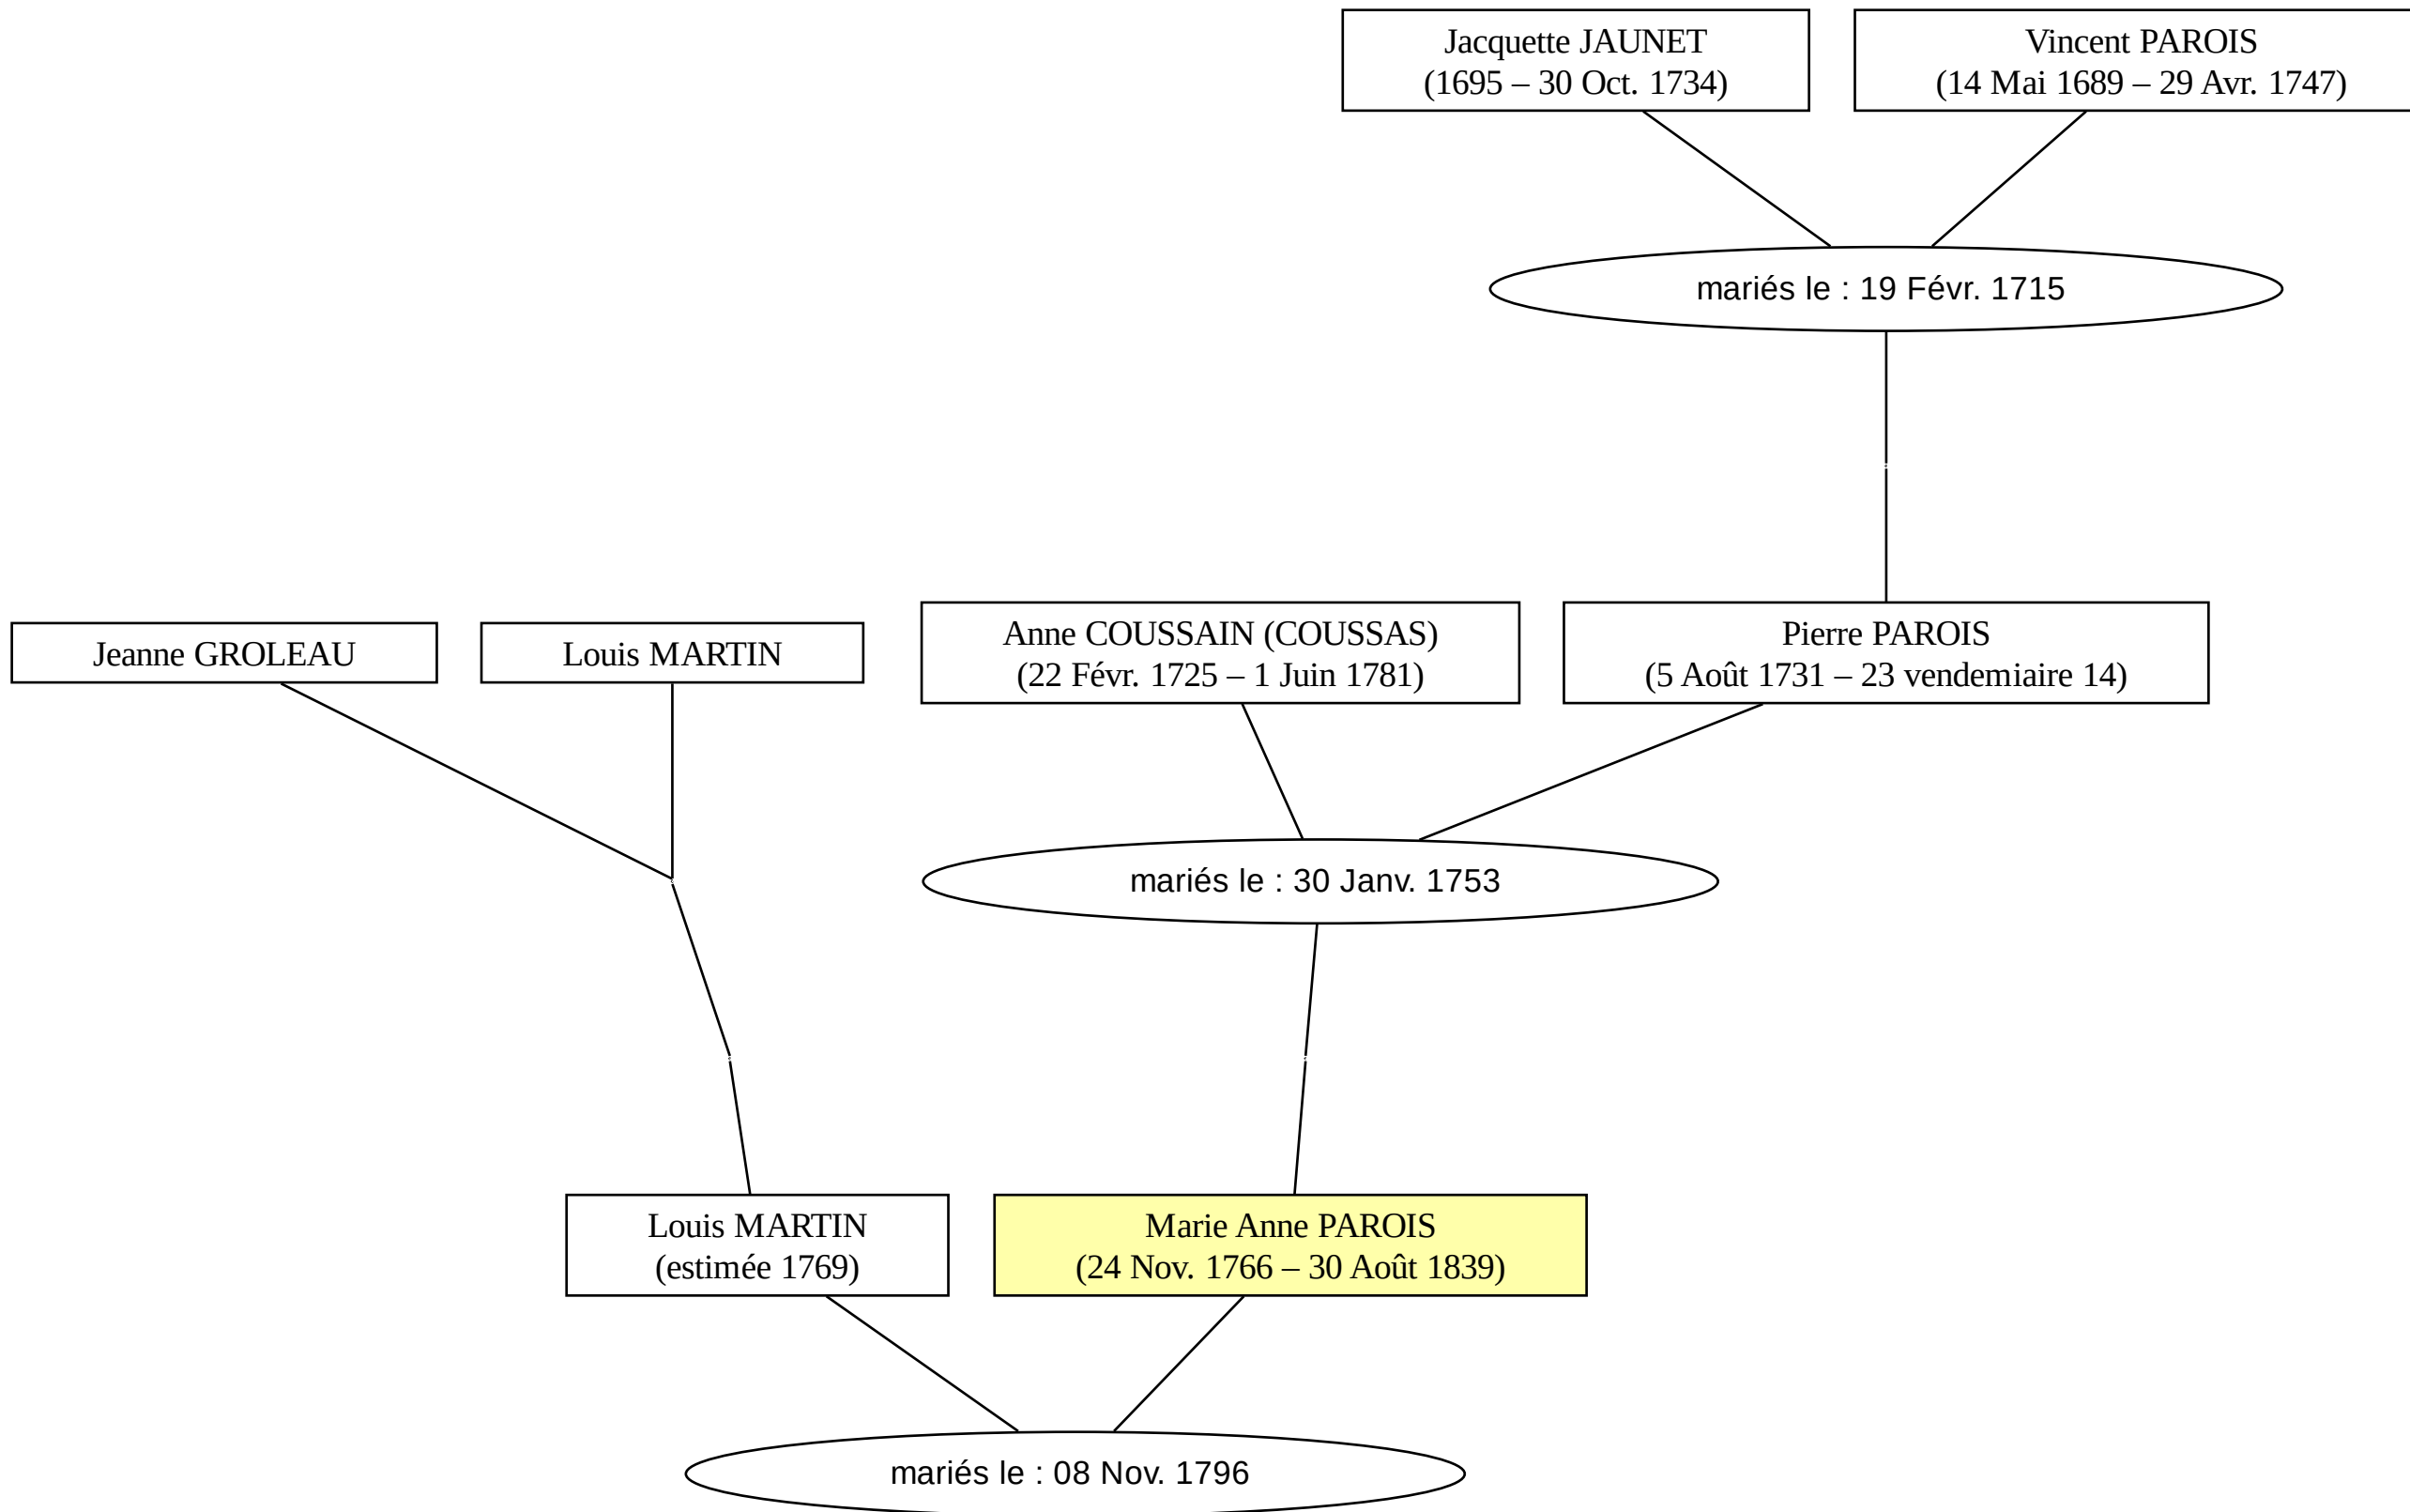 Jacquette JAUNET
(1695 – 30 Oct. 1734)
Vincent PAROIS
(14 Mai 1689 – 29 Avr. 1747)
mariés le : 19 Févr. 1715
Jeanne GROLEAU
Louis MARTIN
Anne COUSSAIN (COUSSAS)
(22 Févr. 1725 – 1 Juin 1781)
Pierre PAROIS
(5 Août 1731 – 23 vendemiaire 14)
mariés le : 30 Janv. 1753
Louis MARTIN
(estimée 1769)
Marie Anne PAROIS
(24 Nov. 1766 – 30 Août 1839)
mariés le : 08 Nov. 1796